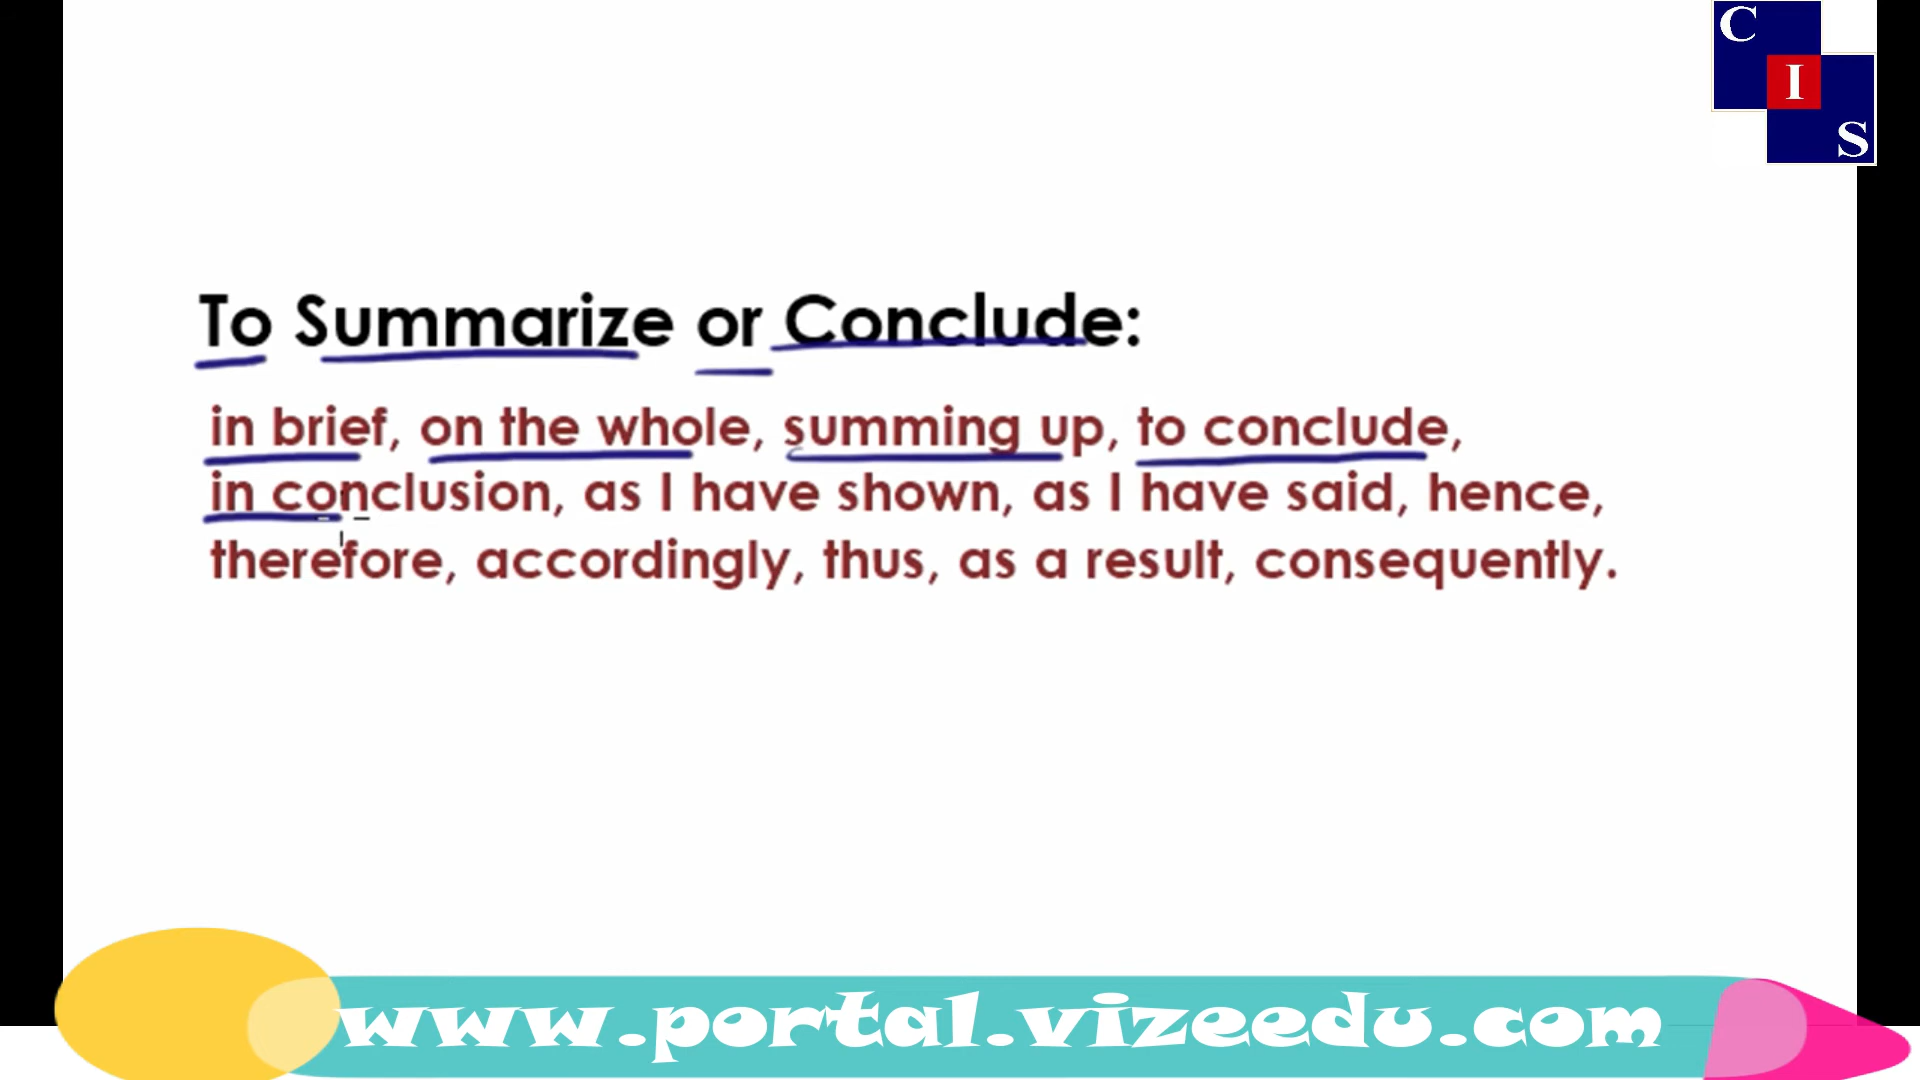 C
I
S
To Summarize or Conclude:
in brief, on the whole, summing up, to conclude,
in conclusion, as I have shown, as I have said, hence,
therefore, accordingly, thus, as a result, consequently.
www.portal.vizeedu.com